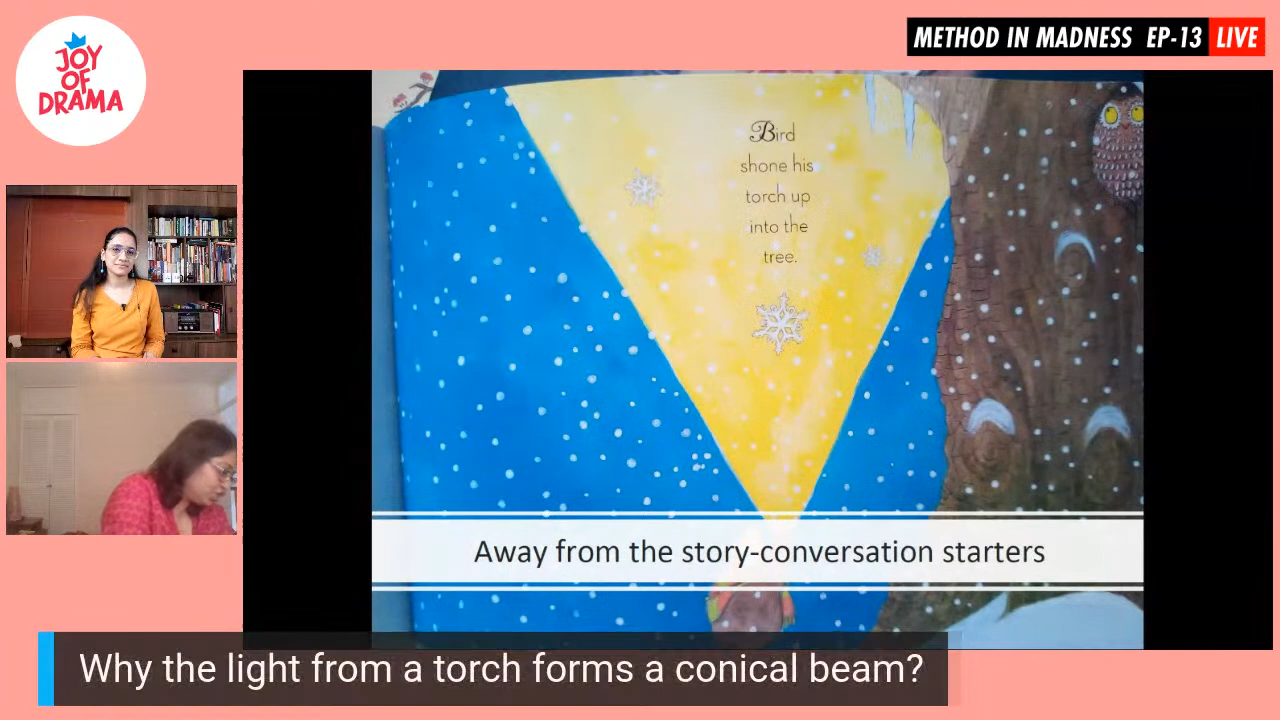 JOY
OF
DRAMA
METHOD IN MADNESS EP-13 LIVE
Bird
shone his
torch up
into the
tree.
Away from the story-conversation starters
Why the light from a torch forms a conical beam?